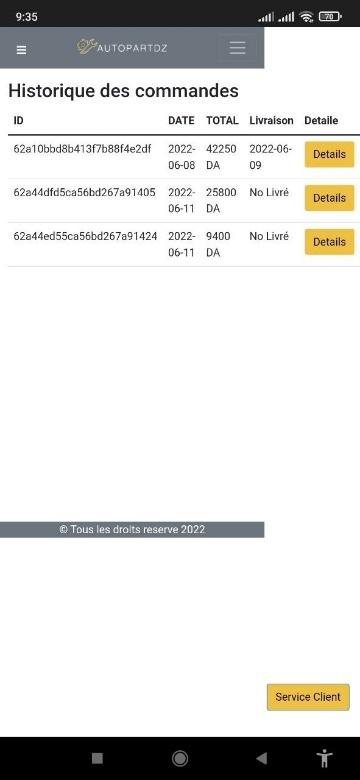 9:35
70
AUTOPARTDZ
Historique des commandes
ID DATE TOTAL Livraison Detaile
62a10bbd8b413f7b88f4e2df 2022- 42250 2022-06- Details
06-08 DA 09
62a44dfd5ca56bd267a91405 2022- 25800 No Livré Details
06-11 DA
62a44ed55ca56bd267a91424 2022- 9400 No Livré Details
06-11 DA
© Tous les droits reserve 2022
Service Client